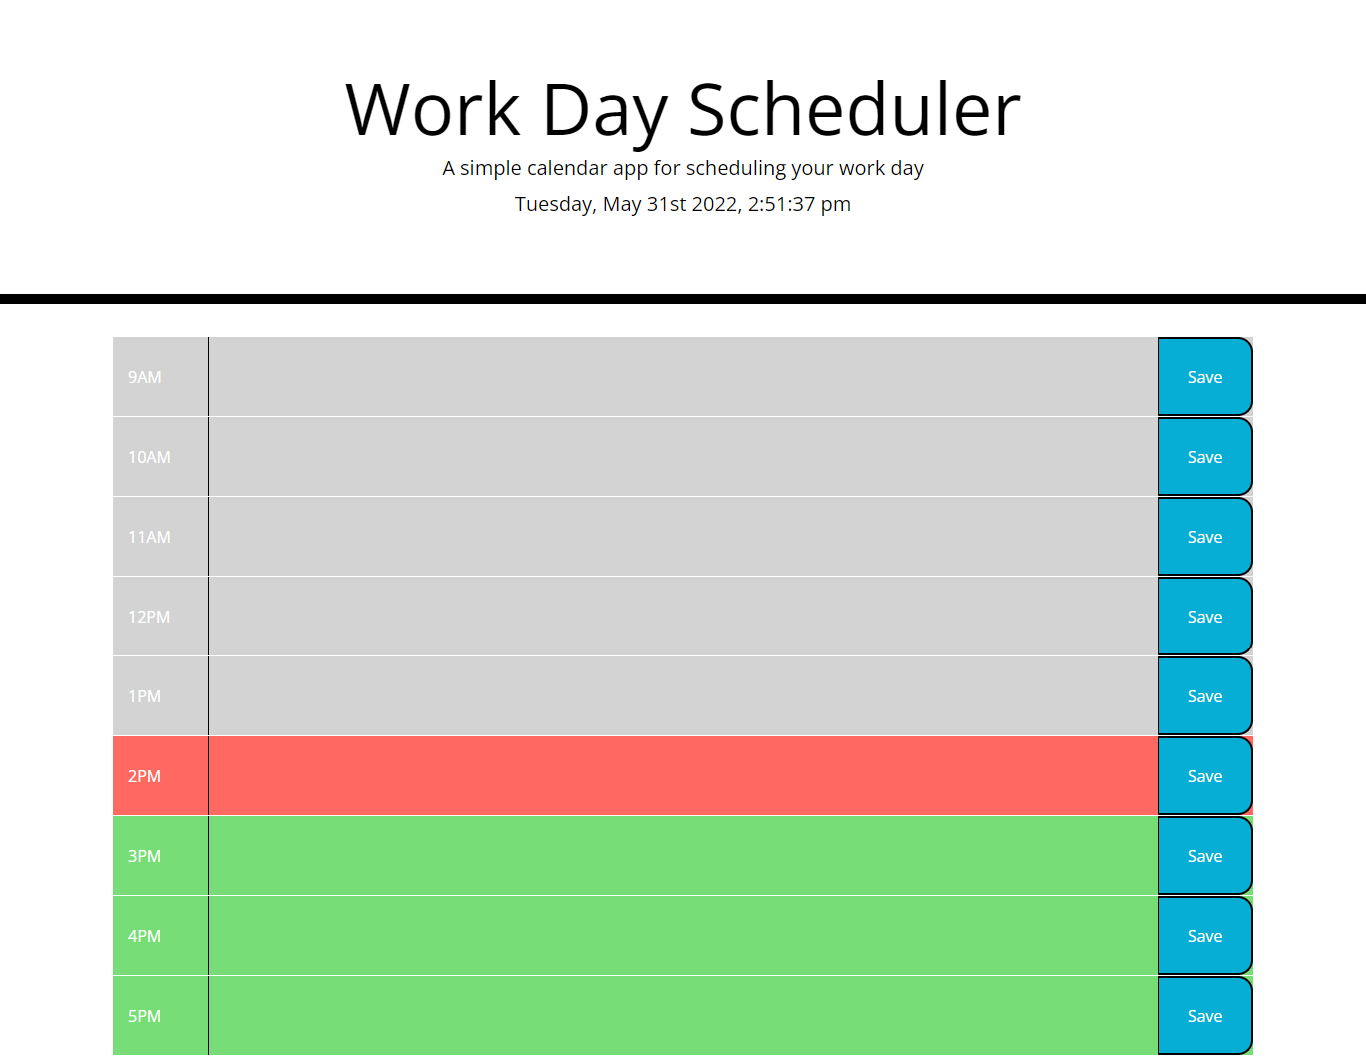 Work Day Scheduler
A simple calendar app for scheduling your work day
Tuesday, May 31st 2022, 2:51:37 pm
9AM Save
10AM Save
11AM Save
12PM Save
1PM Save
2PM Save
3PM Save
4PM Save
5PM Save